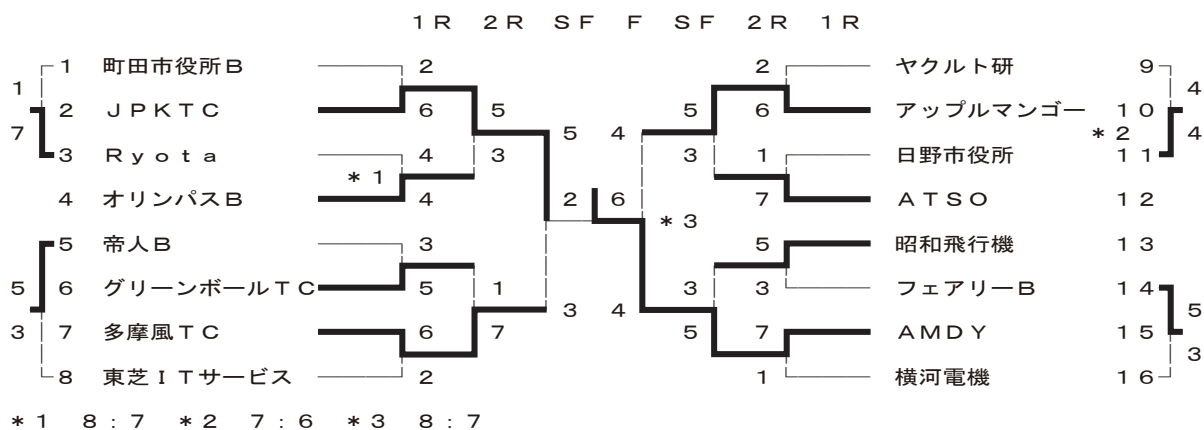 １Ｒ ２Ｒ ＳＦ Ｆ ＳＦ ２Ｒ １Ｒ
１ 町田市役所Ｂ ２ ２ ヤクルト研 ９
１ ４
２ ＪＰＫＴＣ ６ ５ ５ ６ アップルマンゴー １０
７ ５ ４ ＊２ ４
３ Ｒｙｏｔａ ４ ３ ３ １ 日野市役所 １１
＊１
４ オリンパスＢ ４ ２ ６ ７ ＡＴＳＯ １２
＊３
５ 帝人Ｂ ３ ５ 昭和飛行機 １３
５ ６ グリーンボールＴＣ ５ １ ３ ３ フェアリーＢ １４
３ ４ ５
３ ７ 多摩風ＴＣ ６ ７ ５ ７ ＡＭＤＹ １５
３
８ 東芝ＩＴサービス ２ １ 横河電機 １６
＊１ ８：７ ＊２ ７：６ ＊３ ８：７